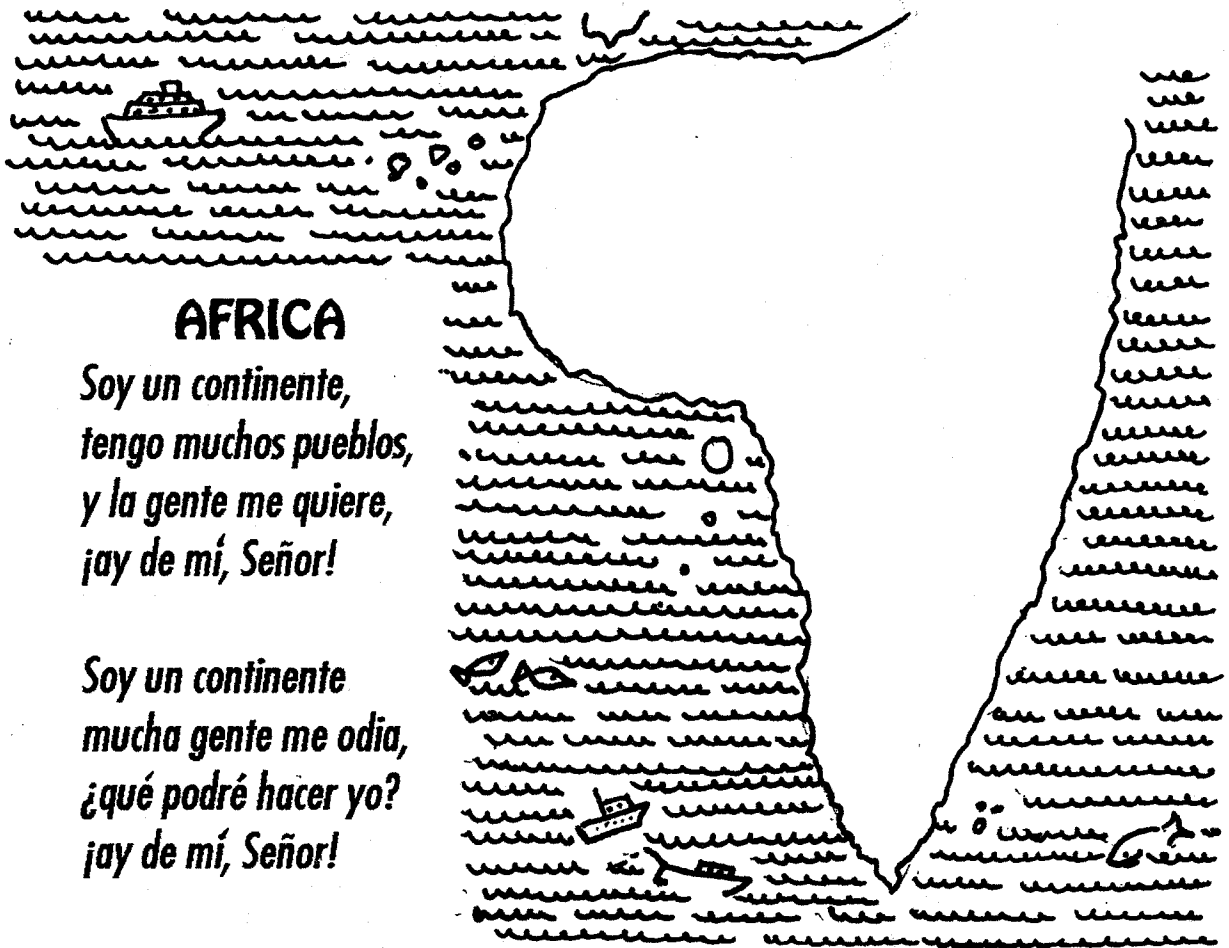 AFRICA
Soy un continente,
tengo muchos pueblos,
y la gente me quiere,
¡ay de mí, Señor!
Soy un continente
mucha gente me odia,
¿qué podré hacer yo?
¡ay de mí, Señor!